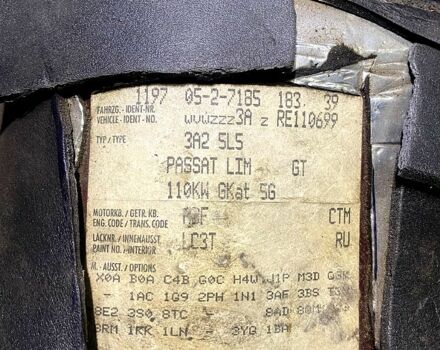 1197 05-2-7185 183 39
FAHRZG.-IDENT-NR.
VEHICLE-IDENT-NO. WVWZZZ3A Z RE110699
TYP / TYPE 3A2 5L5
PASSAT LIM GT
110KW GKat 5G
MOTORKB. / GETR. KB.
ENG. CODE / TRANS. CODE CTM
LACKNR. / INNENAUSST
PAINT NO. / INTERIOR LC3T RU
M.-AUSST. / OPTIONS
X0A B0A C4B G0C H4W J1P M3D
- 1AC 1G9 2PH 1N1 3AF 3BS
8E2 3S0 8TC - 8AD
8RM 1KK 1LN - 3YG 1BA